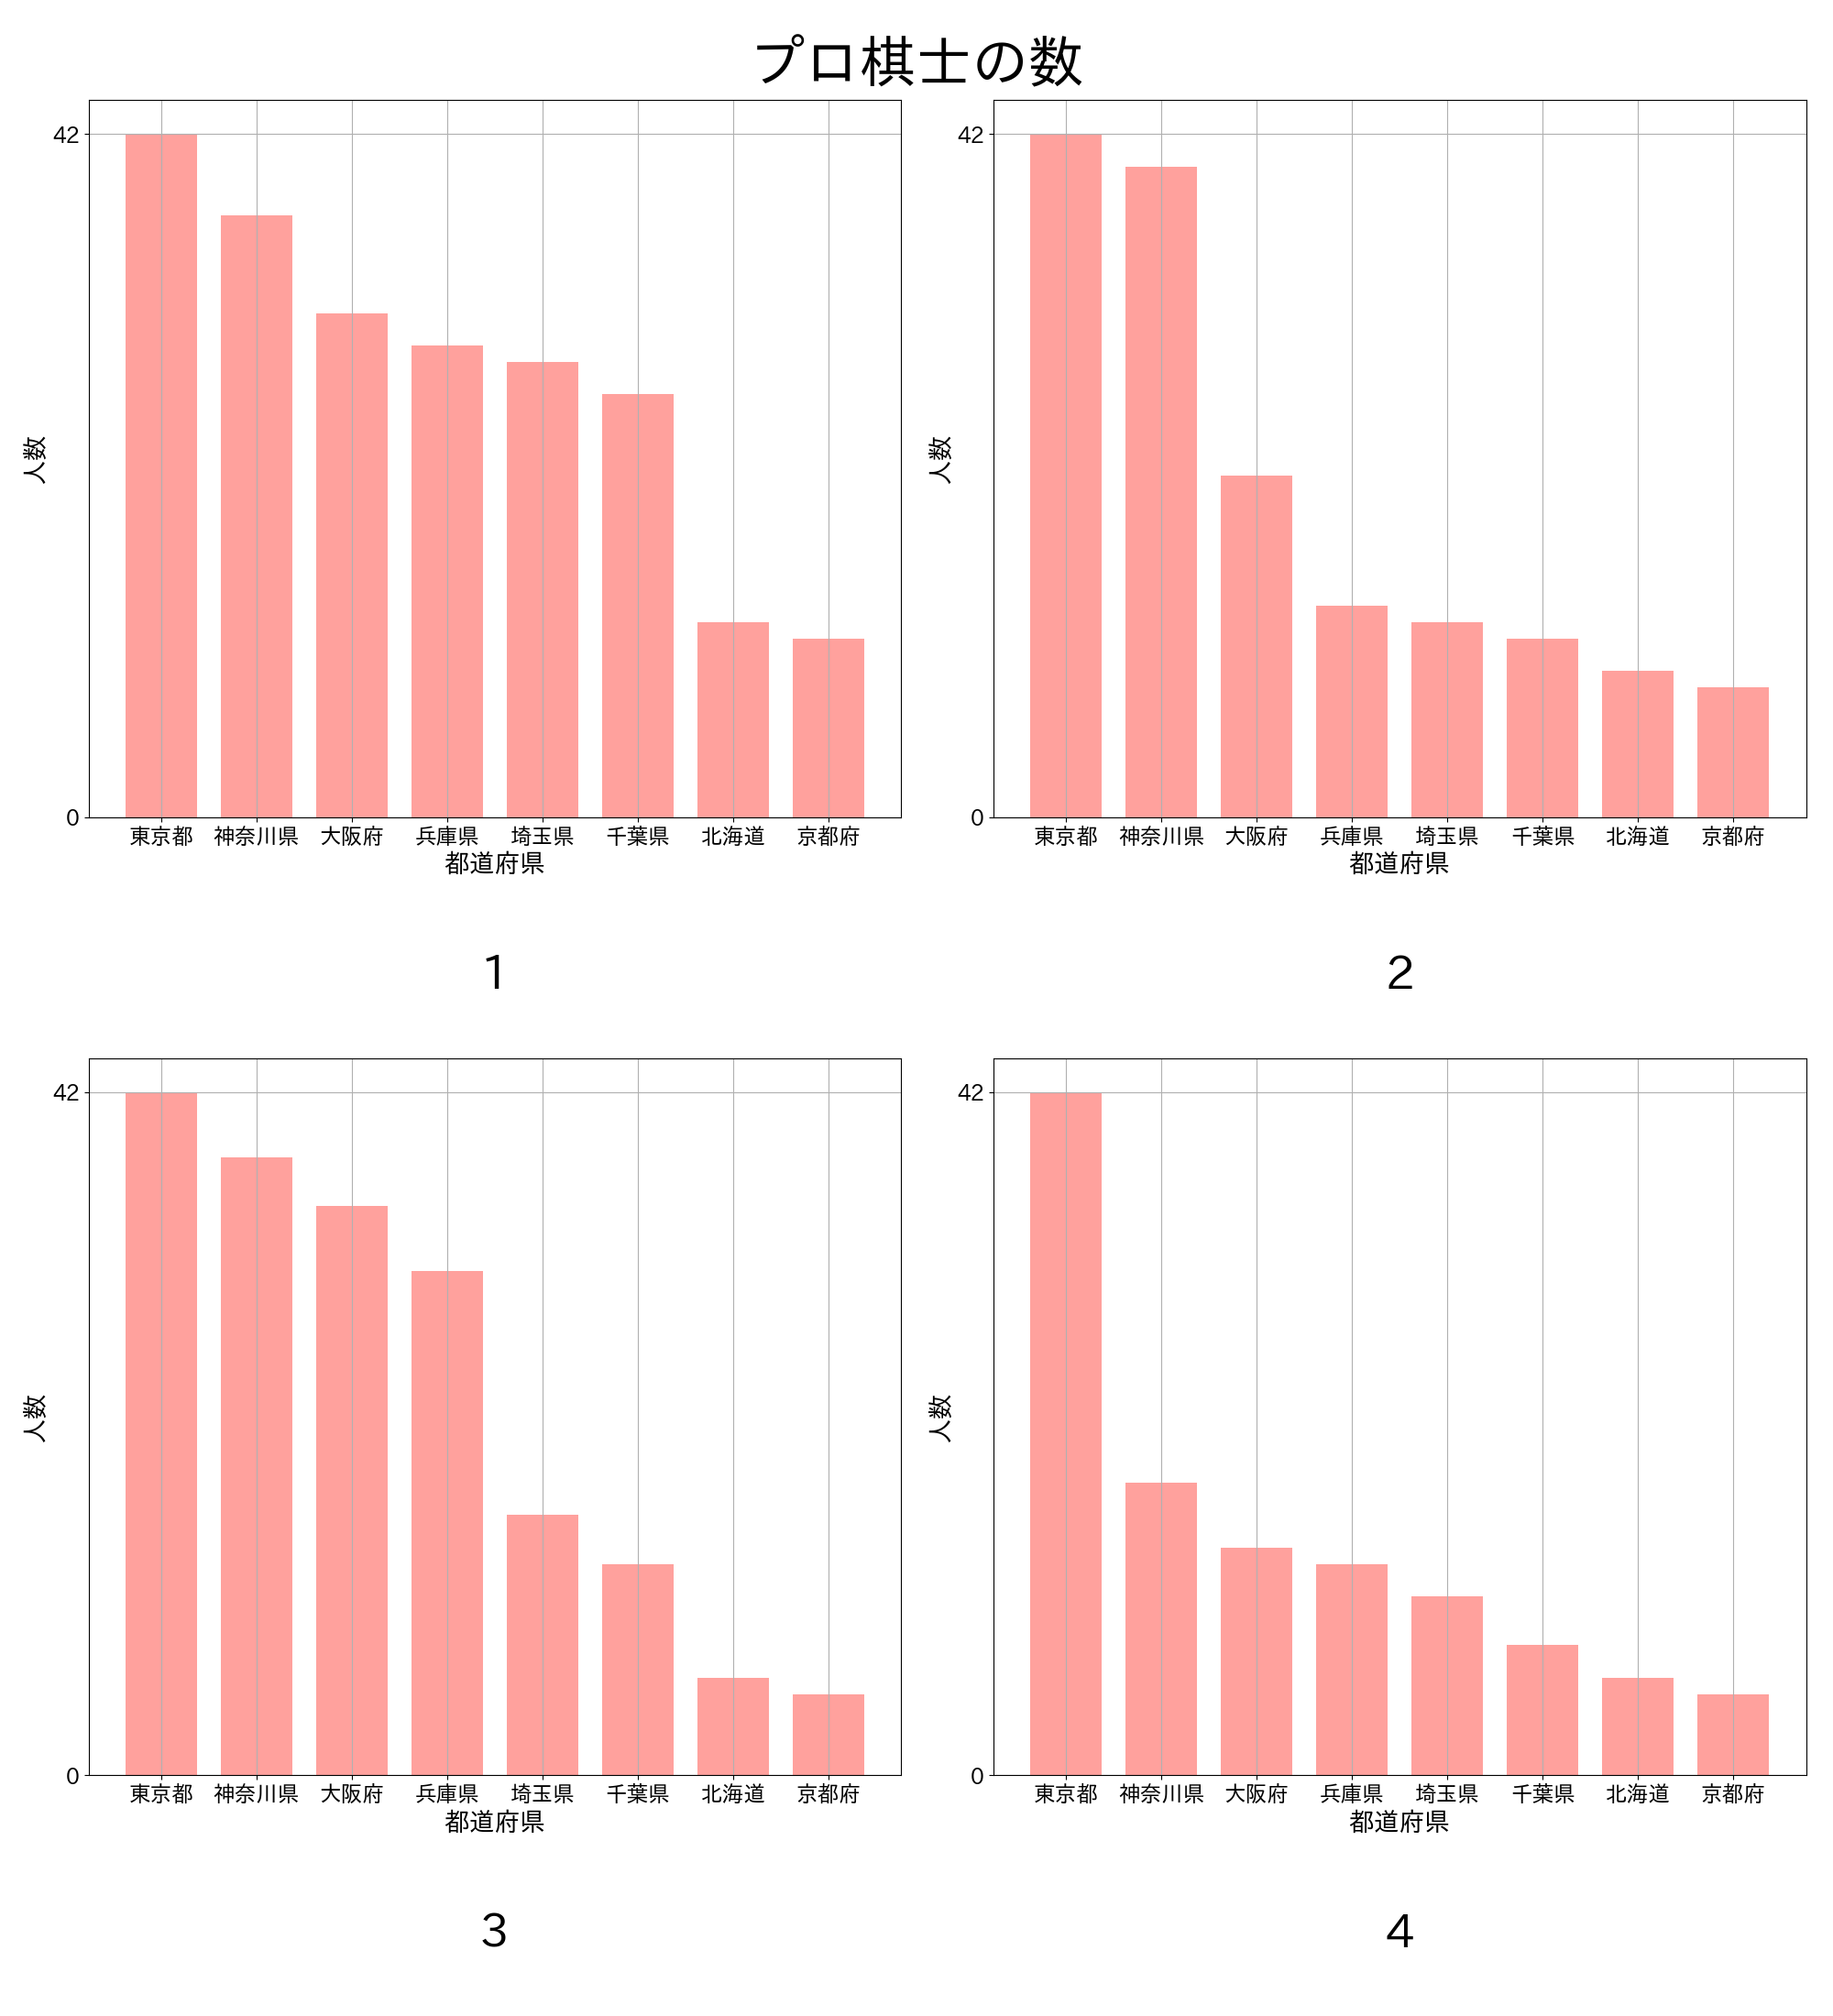 プロ棋士の数
42
0
人数
東京都 神奈川県 大阪府 兵庫県 埼玉県 千葉県 北海道 京都府
都道府県
1
42
0
人数
東京都 神奈川県 大阪府 兵庫県 埼玉県 千葉県 北海道 京都府
都道府県
2
42
0
人数
東京都 神奈川県 大阪府 兵庫県 埼玉県 千葉県 北海道 京都府
都道府県
3
42
0
人数
東京都 神奈川県 大阪府 兵庫県 埼玉県 千葉県 北海道 京都府
都道府県
4